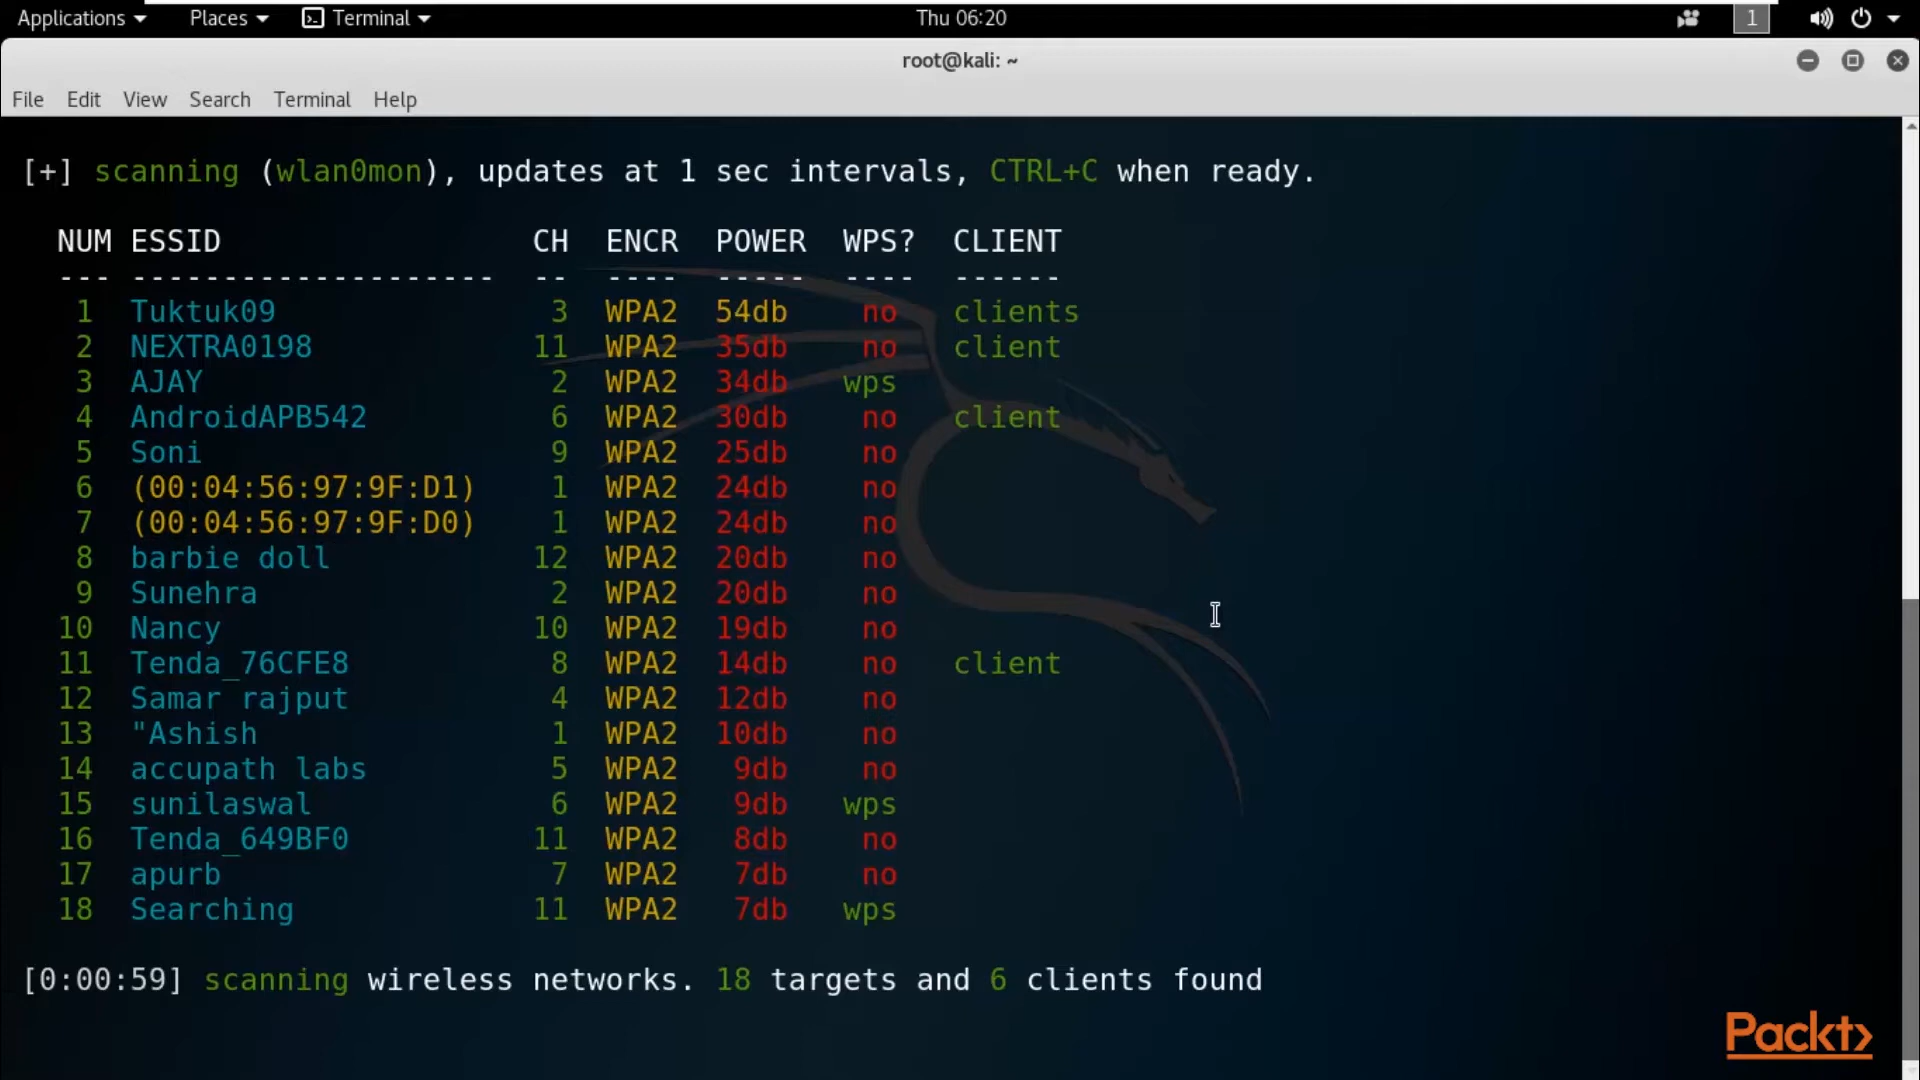 Applications Places Terminal Thu 06:20 1
root@kali: ~
File Edit View Search Terminal Help
[+] scanning (wlan0mon), updates at 1 sec intervals, CTRL+C when ready.
NUM ESSID CH ENCR POWER WPS? CLIENT
--- -------------------- -- ---- ----- ---- ------
1 Tuktuk09 3 WPA2 54db no clients
2 NEXTRA0198 11 WPA2 35db no client
3 AJAY 2 WPA2 34db wps
4 AndroidAPB542 6 WPA2 30db no client
5 Soni 9 WPA2 25db no
6 (00:04:56:97:9F:D1) 1 WPA2 24db no
7 (00:04:56:97:9F:D0) 1 WPA2 24db no
8 barbie doll 12 WPA2 20db no
9 Sunehra 2 WPA2 20db no
10 Nancy 10 WPA2 19db no
11 Tenda_76CFE8 8 WPA2 14db no client
12 Samar rajput 4 WPA2 12db no
13 "Ashish 1 WPA2 10db no
14 accupath labs 5 WPA2 9db no
15 sunilaswal 6 WPA2 9db wps
16 Tenda_649BF0 11 WPA2 8db no
17 apurb 7 WPA2 7db no
18 Searching 11 WPA2 7db wps
[0:00:59] scanning wireless networks. 18 targets and 6 clients found
Packt>